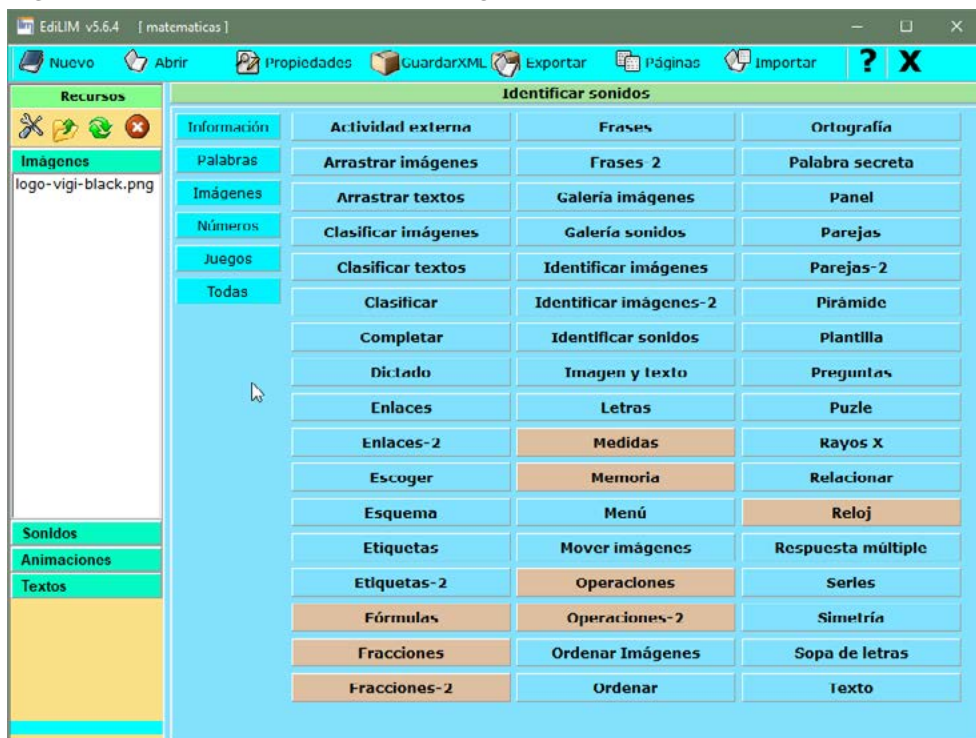 EdiLIM v5.6.4 [ matematicas ]
Nuevo Abrir Propiedades GuardarXML Exportar Páginas Importar ? X
Recursos
Identificar sonidos
Imágenes
logo-vigi-black.png
Sonidos
Animaciones
Textos
Información
Palabras
Imágenes
Números
Juegos
Todas
Actividad externa Frases Ortografía
Arrastrar imágenes Frases-2 Palabra secreta
Arrastrar textos Galería imágenes Panel
Clasificar imágenes Galería sonidos Parejas
Clasificar textos Identificar imágenes Parejas-2
Clasificar Identificar imágenes-2 Pirámide
Completar Identificar sonidos Plantilla
Dictado Imagen y texto Preguntas
Enlaces Letras Puzle
Enlaces-2 Medidas Rayos X
Escoger Memoria Relacionar
Esquema Menú Reloj
Etiquetas Mover imágenes Respuesta múltiple
Etiquetas-2 Operaciones Series
Fórmulas Operaciones-2 Simetría
Fracciones Ordenar Imágenes Sopa de letras
Fracciones-2 Ordenar Texto